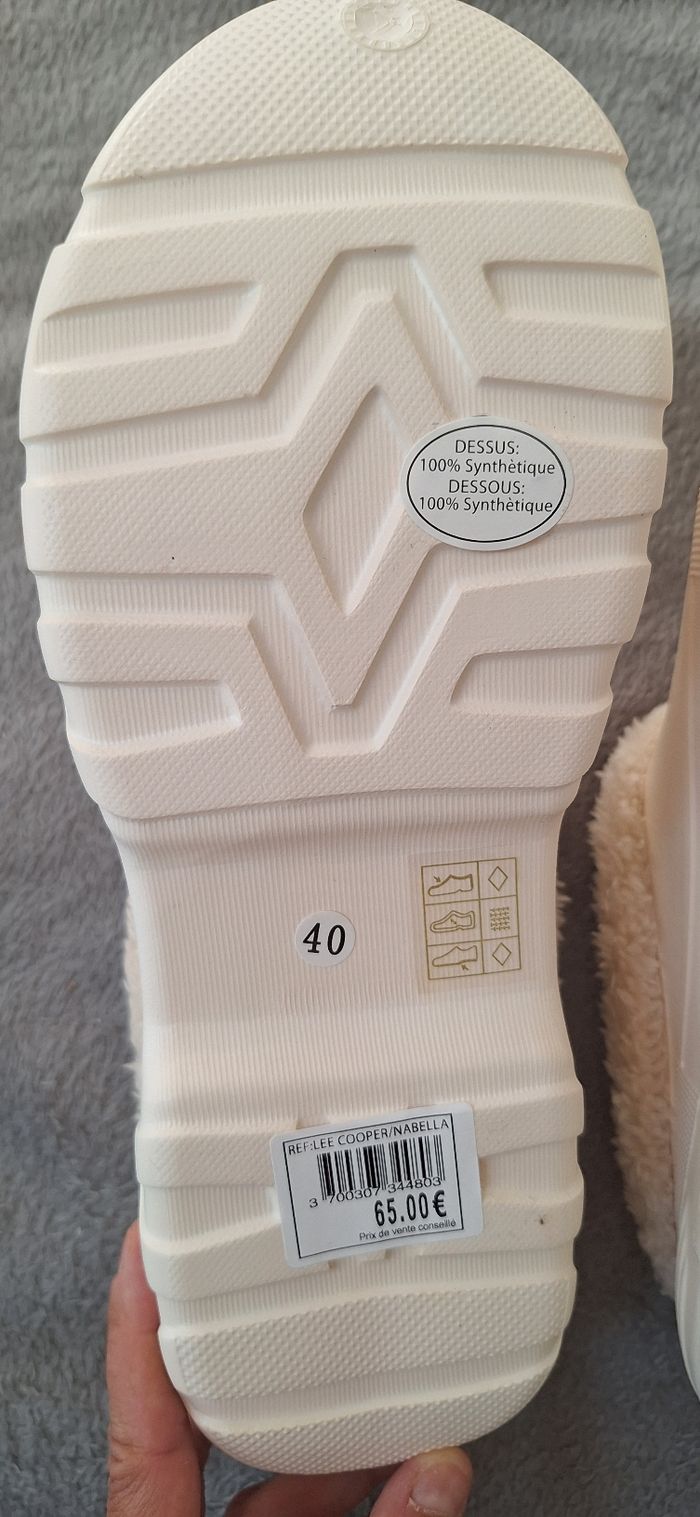 DESSUS:
100% Synthètique
DESSOUS:
100% Synthètique
40
REF:LEE COOPER/NABELLA
3 700307 344803
65.00€
Prix de vente conseillé